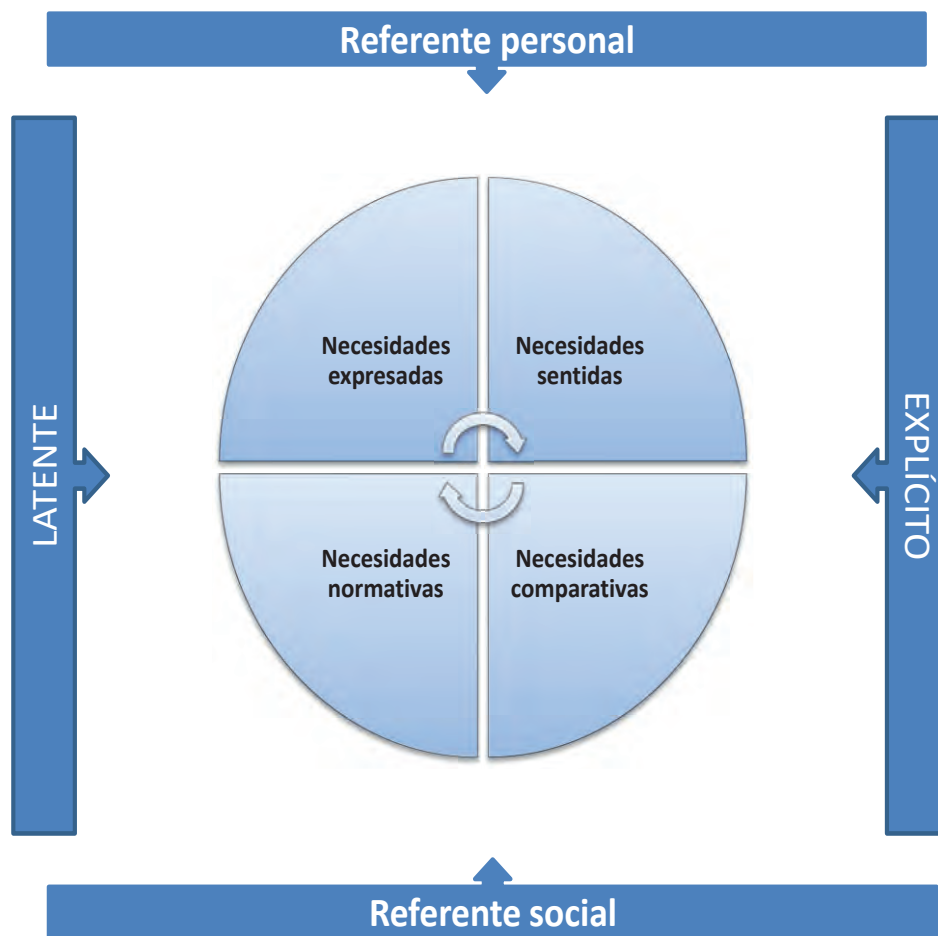 Referente personal
LATENTE
EXPLÍCITO
Necesidades
expresadas
Necesidades
sentidas
Necesidades
normativas
Necesidades
comparativas
Referente social